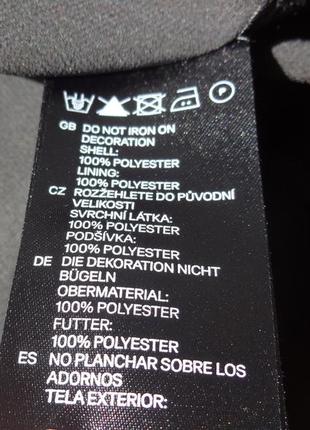 GB DO NOT IRON ON
DECORATION
SHELL:
100% POLYESTER
LINING:
100% POLYESTER
CZ ROZŽEHLETE DO PŮVODNÍ
VELIKOSTI
SVRCHNÍ LÁTKA:
100% POLYESTER
PODŠÍVKA:
100% POLYESTER
DE DIE DEKORATION NICHT
BÜGELN
OBERMATERIAL:
100% POLYESTER
FUTTER:
100% POLYESTER
ES NO PLANCHAR SOBRE LOS
ADORNOS
TELA EXTERIOR: